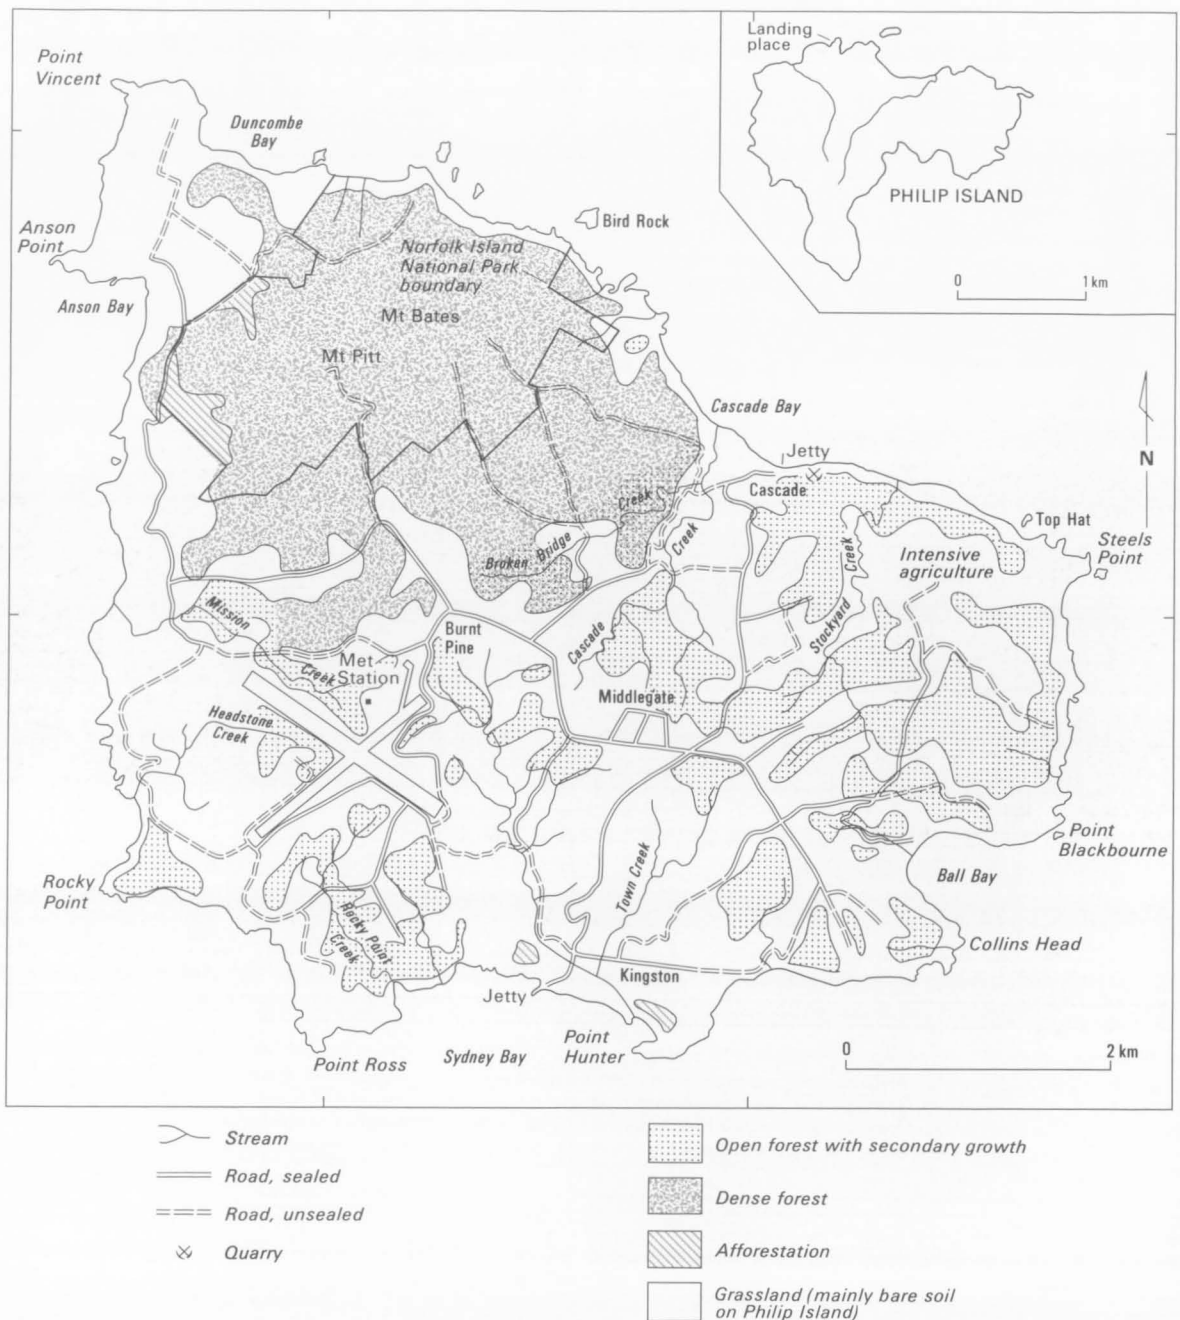 Point
Vincent
Duncombe
Bay
Landing
place
PHILIP ISLAND
0
1 km
Anson
Point
Bird Rock
Norfolk Island
National Park
boundary
Anson Bay
Mt Bates
Mt Pitt
Cascade Bay
Jetty
N
Cascade
Creek
Top Hat
Steels
Point
Broken Bridge
Creek
Creek
Intensive
agriculture
Mission
Burnt
Pine
Cascade
Stockyard
Creek
Met
Station
Middlegate
Headstone
Creek
Point
Blackbourne
Rocky
Point
Town Creek
Ball Bay
Rocky Point
Creek
Collins Head
Kingston
Jetty
Point
Hunter
Point Ross
Sydney Bay
0
2 km
Stream
Road, sealed
Road, unsealed
Quarry
Open forest with secondary growth
Dense forest
Afforestation
Grassland (mainly bare soil
on Philip Island)